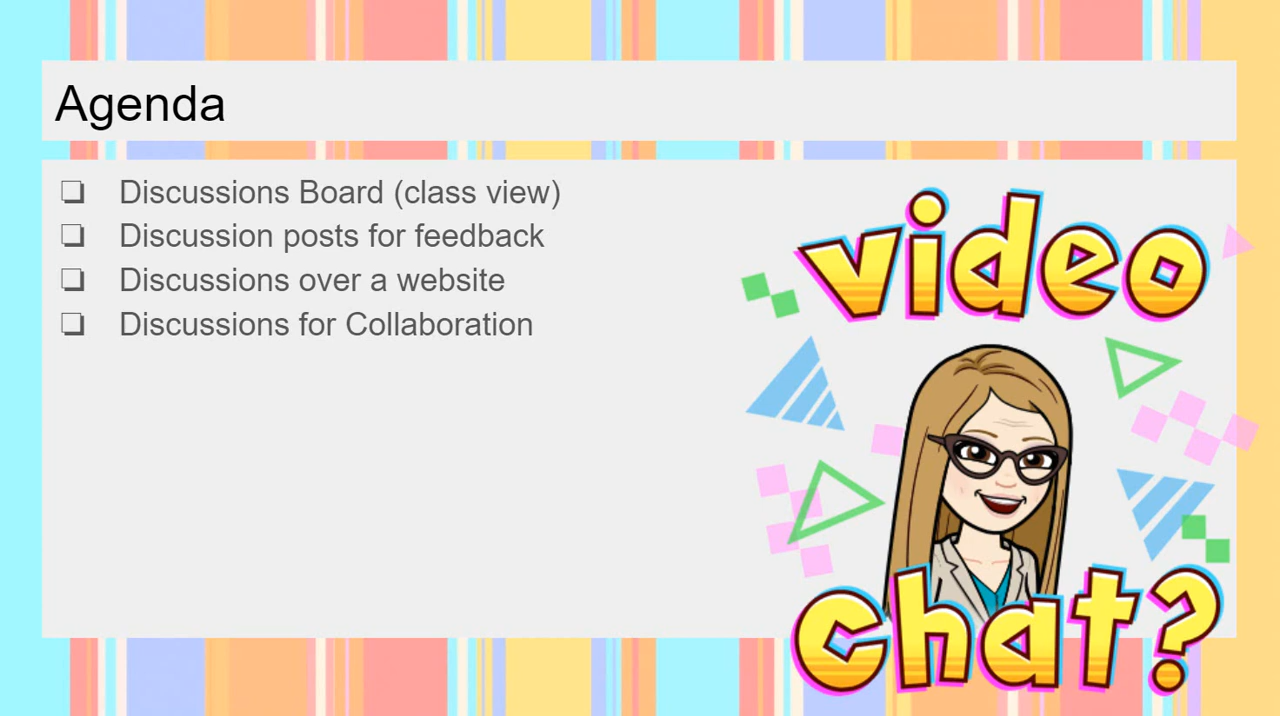 Agenda
❏ Discussions Board (class view)
❏ Discussion posts for feedback
❏ Discussions over a website
❏ Discussions for Collaboration
video
chat?